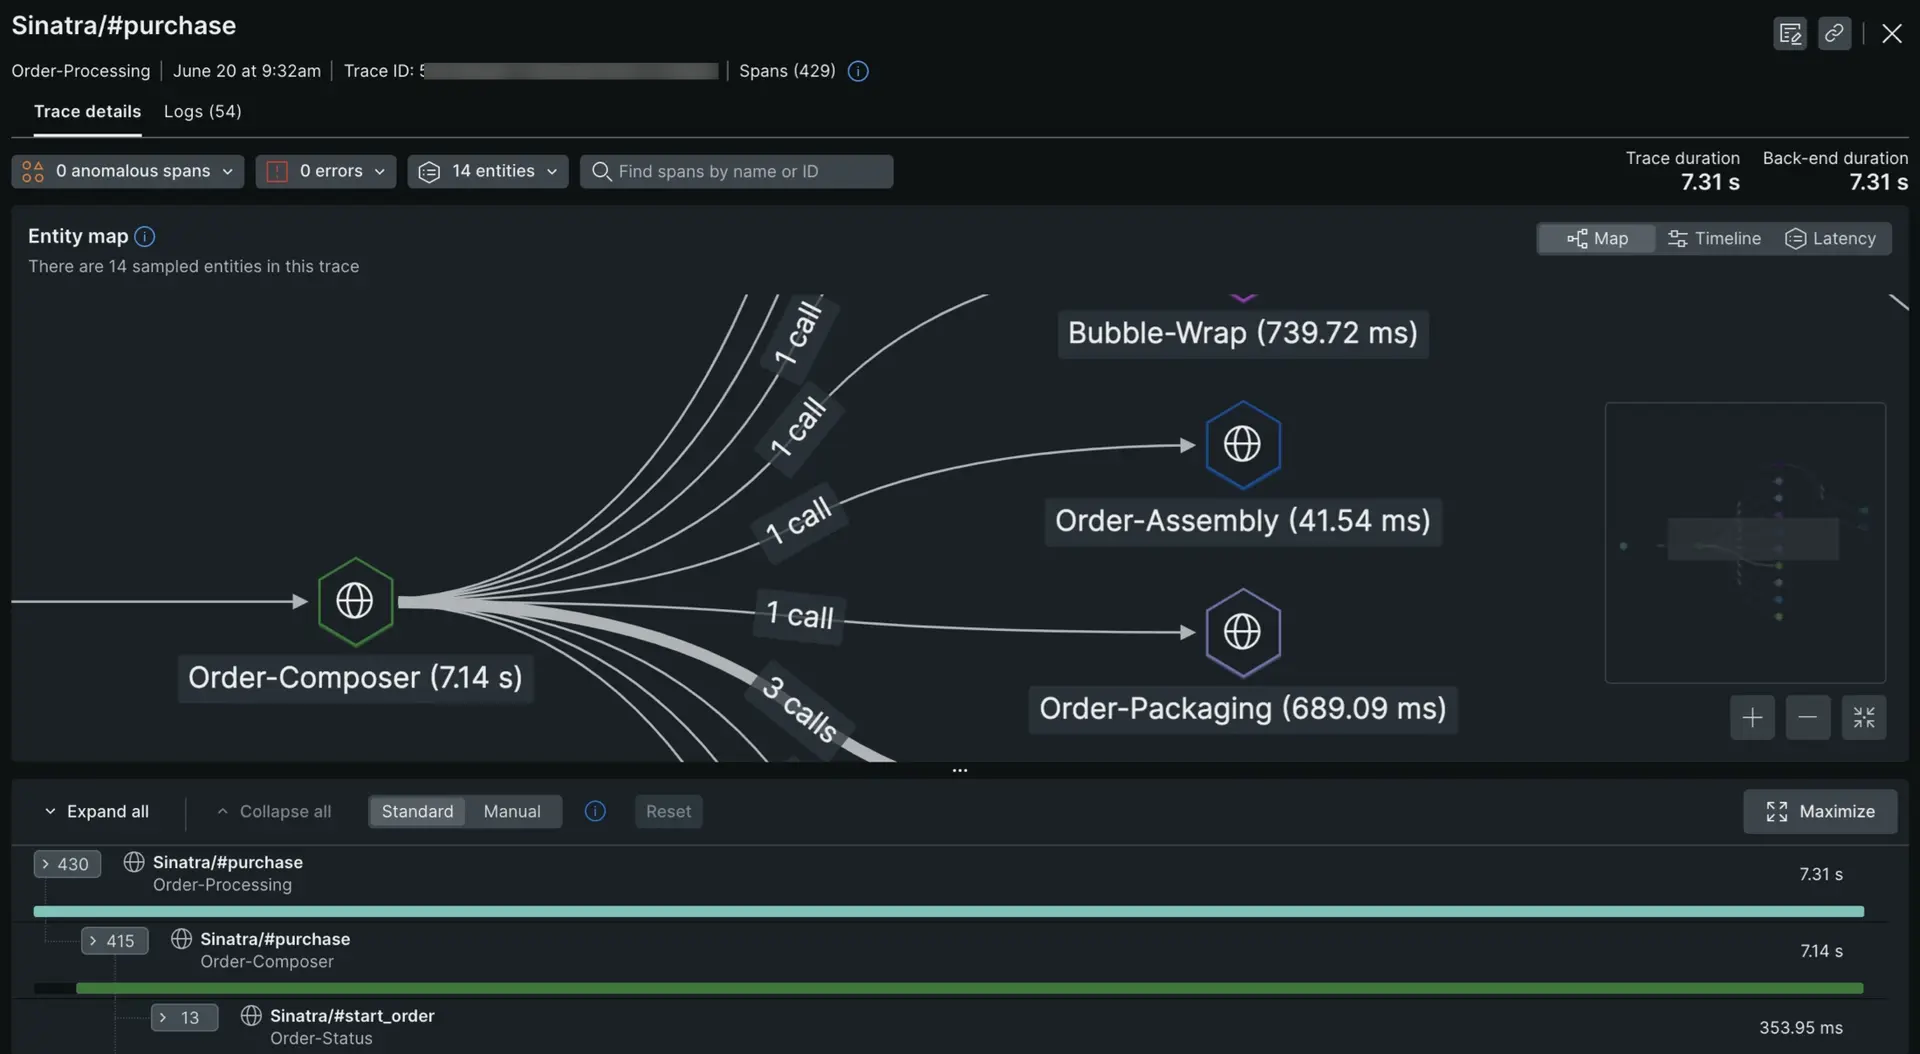 Sinatra/#purchase
Order-Processing
June 20 at 9:32am
Trace ID:
Spans (429)
Trace details
Logs (54)
0 anomalous spans
0 errors
14 entities
Find spans by name or ID
Trace duration
7.31 s
Back-end duration
7.31 s
Entity map
There are 14 sampled entities in this trace
Map
Timeline
Latency
1 call
Bubble-Wrap (739.72 ms)
1 call
1 call
Order-Assembly (41.54 ms)
1 call
Order-Composer (7.14 s)
3 calls
Order-Packaging (689.09 ms)
Expand all
Collapse all
Standard
Manual
Reset
Maximize
430
Sinatra/#purchase
Order-Processing
7.31 s
415
Sinatra/#purchase
Order-Composer
7.14 s
13
Sinatra/#start_order
Order-Status
353.95 ms